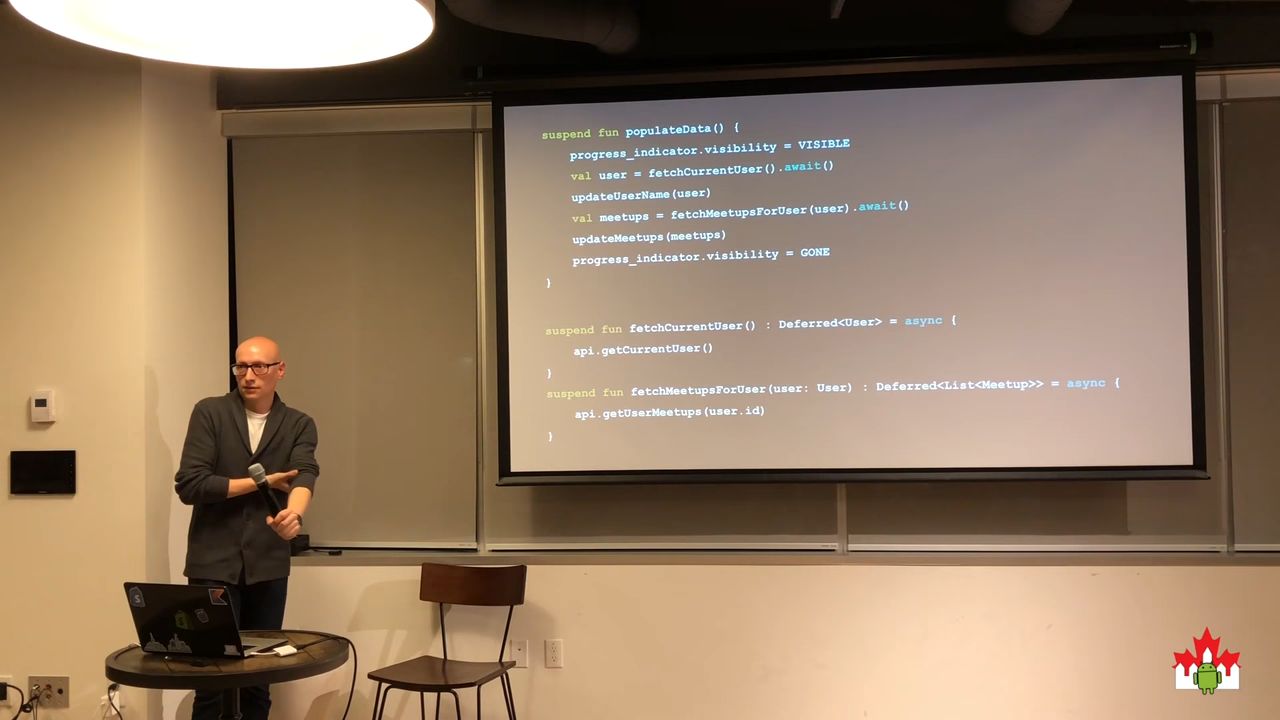 suspend fun populateData() {
progress_indicator.visibility = VISIBLE
val user = fetchCurrentUser().await()
updateUserName(user)
val meetups = fetchMeetupsForUser(user).await()
updateMeetups(meetups)
progress_indicator.visibility = GONE
}
suspend fun fetchCurrentUser() : Deferred<User> = async {
api.getCurrentUser()
}
suspend fun fetchMeetupsForUser(user: User) : Deferred<List<Meetup>> = async {
api.getUserMeetups(user.id)
}